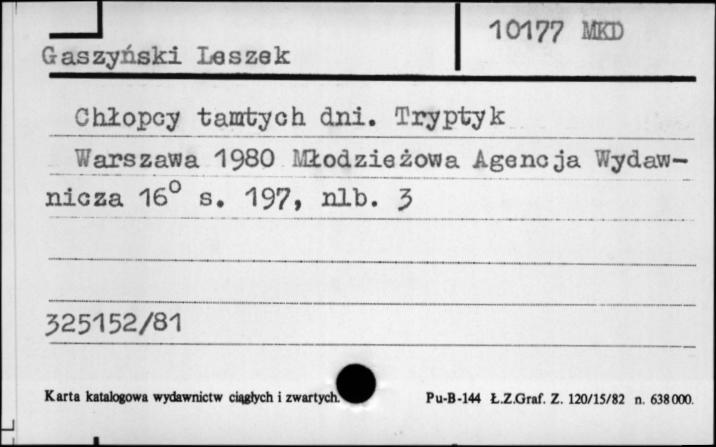 10177 MKD
Gaszyński Leszek
Chłopcy tamtych dni. Tryptyk
Warszawa 1980 Młodzieżowa Agencja Wydaw-
nicza 16° s. 197, nlb. 3
325152/81
Karta katalogowa wydawnictw ciągłych i zwartych. Pu-B-144 Ł.Z.Graf. Z. 120/15/82 n. 638000.